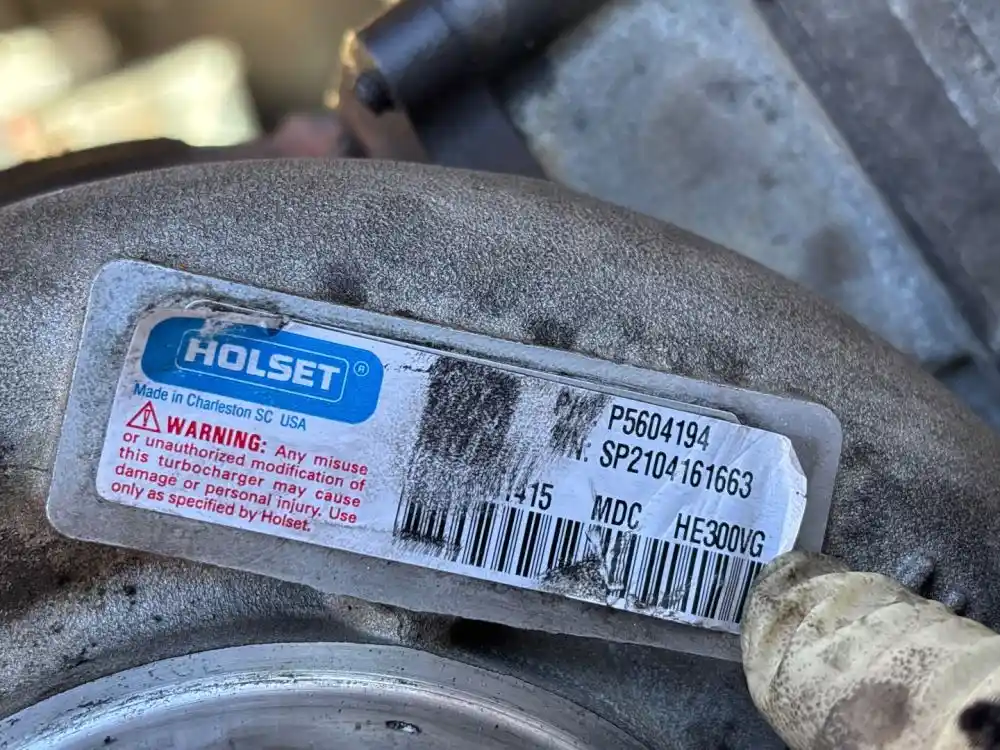 HOLSET ®
Made in Charleston SC USA
WARNING: Any misuse
or unauthorized modification of
this turbocharger may cause
damage or personal injury. Use
only as specified by Holset.
P5604194
N: SP2104161663
415 MDC HE300VG